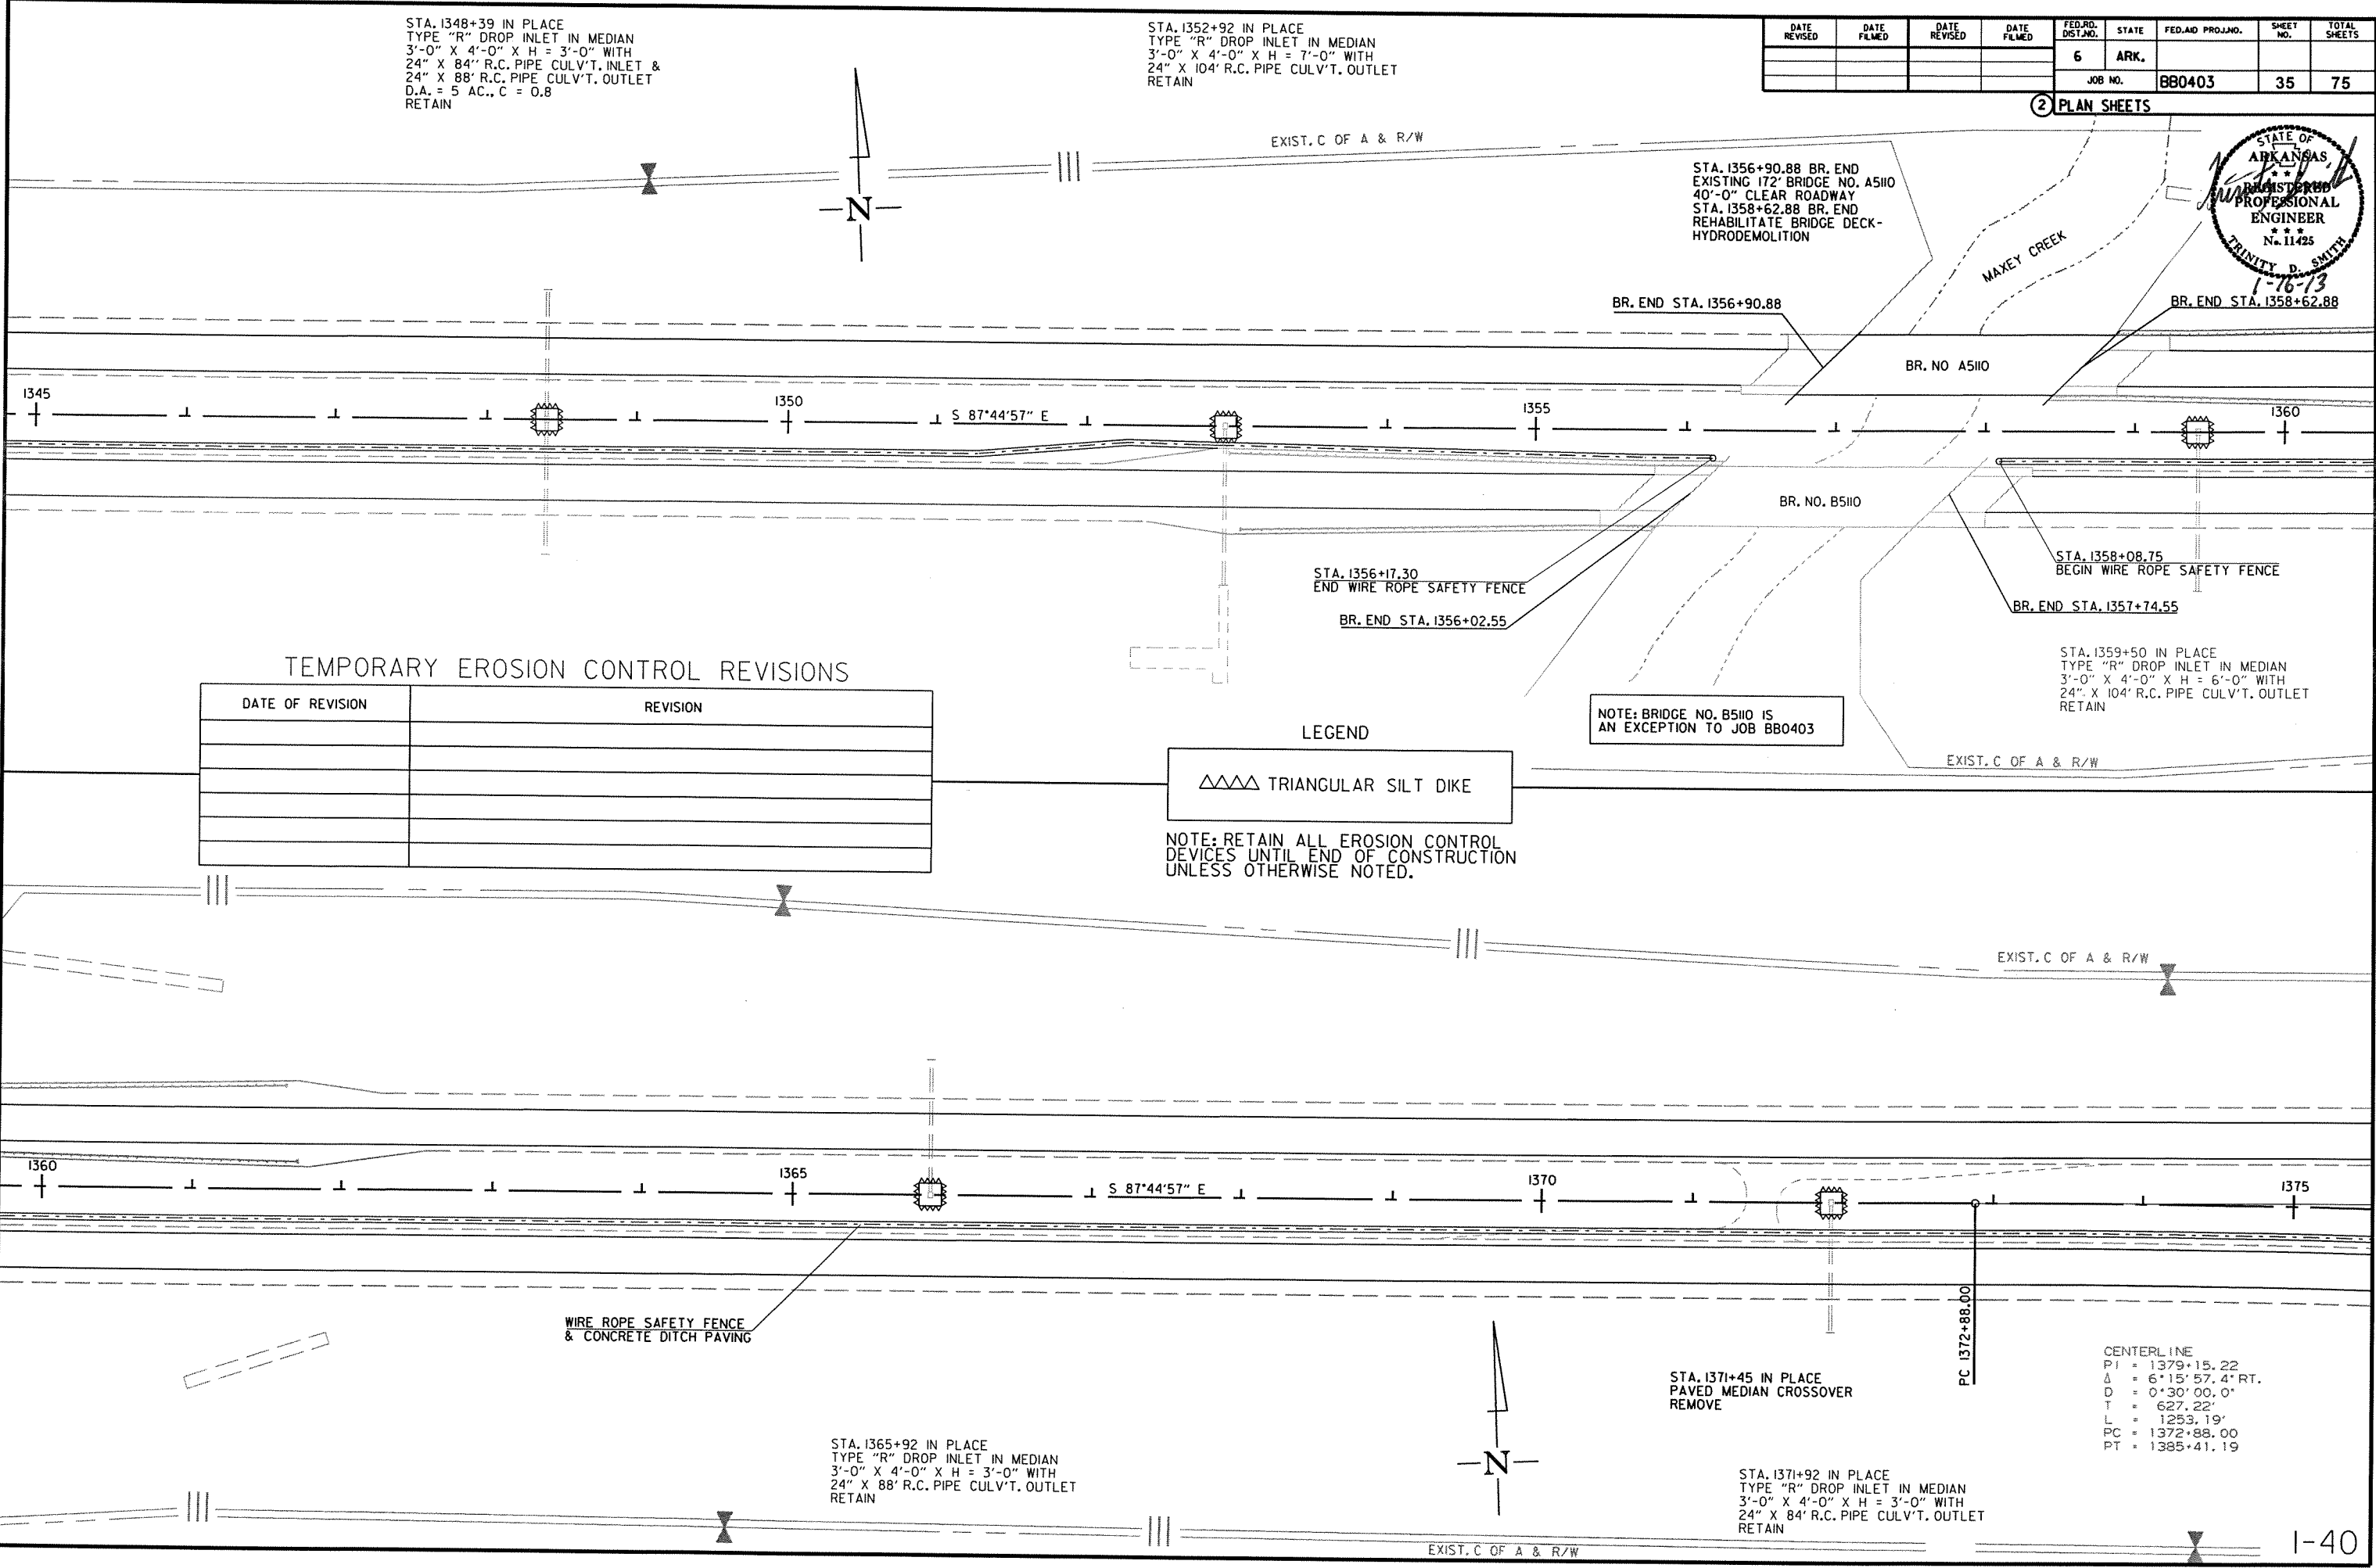 STA. 1348+39 IN PLACE
TYPE "R" DROP INLET IN MEDIAN
3'-0" X 4'-0" X H = 3'-0" WITH
24" X 84" R.C. PIPE CULV'T. INLET &
24" X 88' R.C. PIPE CULV'T. OUTLET
D.A. = 5 AC., C = 0.8
RETAIN
STA. 1352+92 IN PLACE
TYPE "R" DROP INLET IN MEDIAN
3'-0" X 4'-0" X H = 7'-0" WITH
24" X 104' R.C. PIPE CULV'T. OUTLET
RETAIN
DATE REVISED
DATE FILMED
DATE REVISED
DATE FILMED
FED.RD. DIST.NO.
STATE
FED.AID PROJ.NO.
SHEET NO.
TOTAL SHEETS
6
ARK.
JOB NO.
BB0403
35
75
2 PLAN SHEETS
EXIST. C OF A & R/W
STATE OF
ARKANSAS
REGISTERED
PROFESSIONAL
ENGINEER
No. 11425
TRINITY D. SMITH
1-16-13
N
STA. 1356+90.88 BR. END
EXISTING 172' BRIDGE NO. A5110
40'-0" CLEAR ROADWAY
STA. 1358+62.88 BR. END
REHABILITATE BRIDGE DECK-
HYDRODEMOLITION
MAXEY CREEK
BR. END STA. 1356+90.88
BR. END STA. 1358+62.88
BR. NO A5110
1345
1350
S 87°44'57" E
1355
1360
BR. NO. B5110
STA. 1356+17.30
END WIRE ROPE SAFETY FENCE
BR. END STA. 1356+02.55
STA. 1358+08.75
BEGIN WIRE ROPE SAFETY FENCE
BR. END STA. 1357+74.55
STA. 1359+50 IN PLACE
TYPE "R" DROP INLET IN MEDIAN
3'-0" X 4'-0" X H = 6'-0" WITH
24" X 104' R.C. PIPE CULV'T. OUTLET
RETAIN
TEMPORARY EROSION CONTROL REVISIONS
DATE OF REVISION
REVISION
LEGEND
TRIANGULAR SILT DIKE
NOTE: RETAIN ALL EROSION CONTROL
DEVICES UNTIL END OF CONSTRUCTION
UNLESS OTHERWISE NOTED.
NOTE: BRIDGE NO. B5110 IS
AN EXCEPTION TO JOB BB0403
EXIST. C OF A & R/W
EXIST. C OF A & R/W
1360
1365
S 87°44'57" E
1370
1375
WIRE ROPE SAFETY FENCE
& CONCRETE DITCH PAVING
PC 1372+88.00
STA. 1371+45 IN PLACE
PAVED MEDIAN CROSSOVER
REMOVE
CENTERLINE
PI = 1379+15.22
Δ = 6°15'57.4" RT.
D = 0°30'00.0"
T = 627.22'
L = 1253.19'
PC = 1372+88.00
PT = 1385+41.19
STA. 1365+92 IN PLACE
TYPE "R" DROP INLET IN MEDIAN
3'-0" X 4'-0" X H = 3'-0" WITH
24" X 88' R.C. PIPE CULV'T. OUTLET
RETAIN
N
STA. 1371+92 IN PLACE
TYPE "R" DROP INLET IN MEDIAN
3'-0" X 4'-0" X H = 3'-0" WITH
24" X 84' R.C. PIPE CULV'T. OUTLET
RETAIN
EXIST. C OF A & R/W
I-40